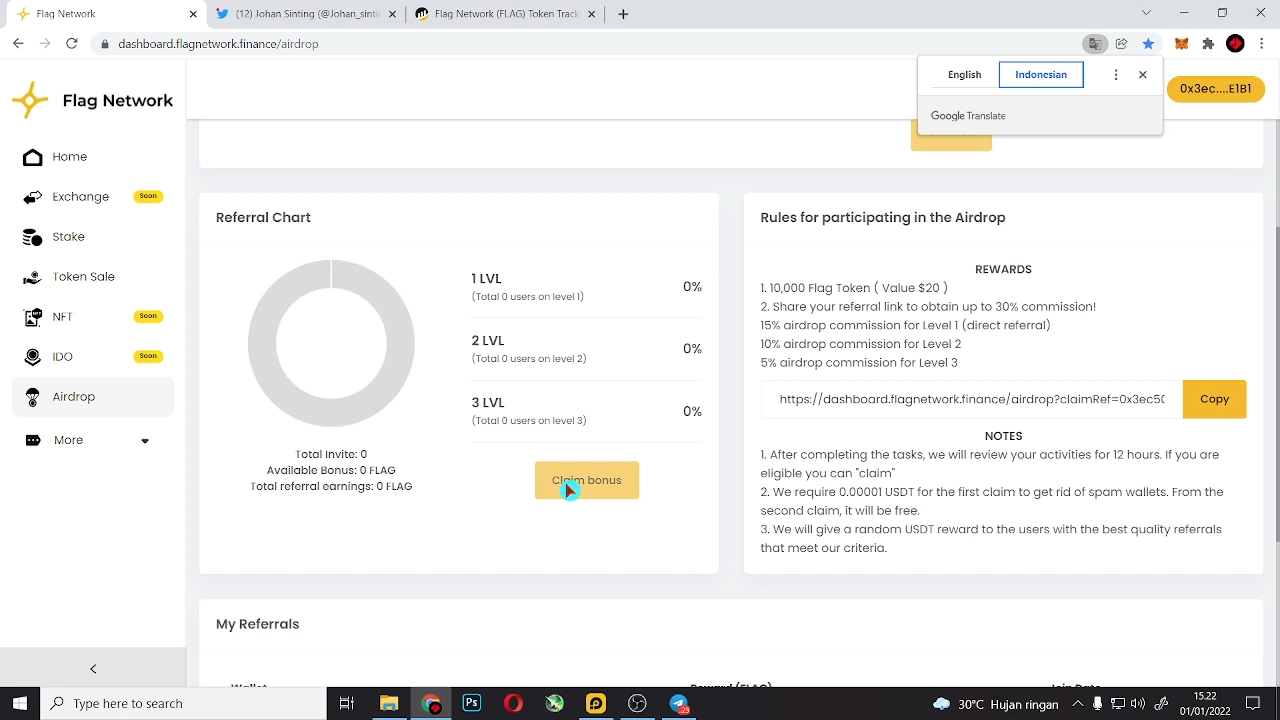 Flag Network
(12) Johan Sinting (@Johan_sinti
Flag Network (FLAG) Token Track
dashboard.flagnetwork.finance/airdrop
English
Indonesian
Google Translate
0x3ec....E1B1
Flag Network
Home
Exchange
Soon
Stake
Token Sale
NFT
Soon
IDO
Soon
Airdrop
More
Referral Chart
1 LVL
(Total 0 users on level 1)
0%
2 LVL
(Total 0 users on level 2)
0%
3 LVL
(Total 0 users on level 3)
0%
Total Invite: 0
Available Bonus: 0 FLAG
Total referral earnings: 0 FLAG
Claim bonus
Rules for participating in the Airdrop
REWARDS
1. 10,000 Flag Token ( Value $20 )
2. Share your referral link to obtain up to 30% commission!
15% airdrop commission for Level 1 (direct referral)
10% airdrop commission for Level 2
5% airdrop commission for Level 3
https://dashboard.flagnetwork.finance/airdrop?claimRef=0x3ec50
Copy
NOTES
1. After completing the tasks, we will review your activities for 12 hours. If you are
eligible you can "claim"
2. We require 0.00001 USDT for the first claim to get rid of spam wallets. From the
second claim, it will be free.
3. We will give a random USDT reward to the users with the best quality referrals
that meet our criteria.
My Referrals
Wallet
Reward (FLAG)
Join Date
Type here to search
Ps
23
30°C Hujan ringan
15.22
01/01/2022